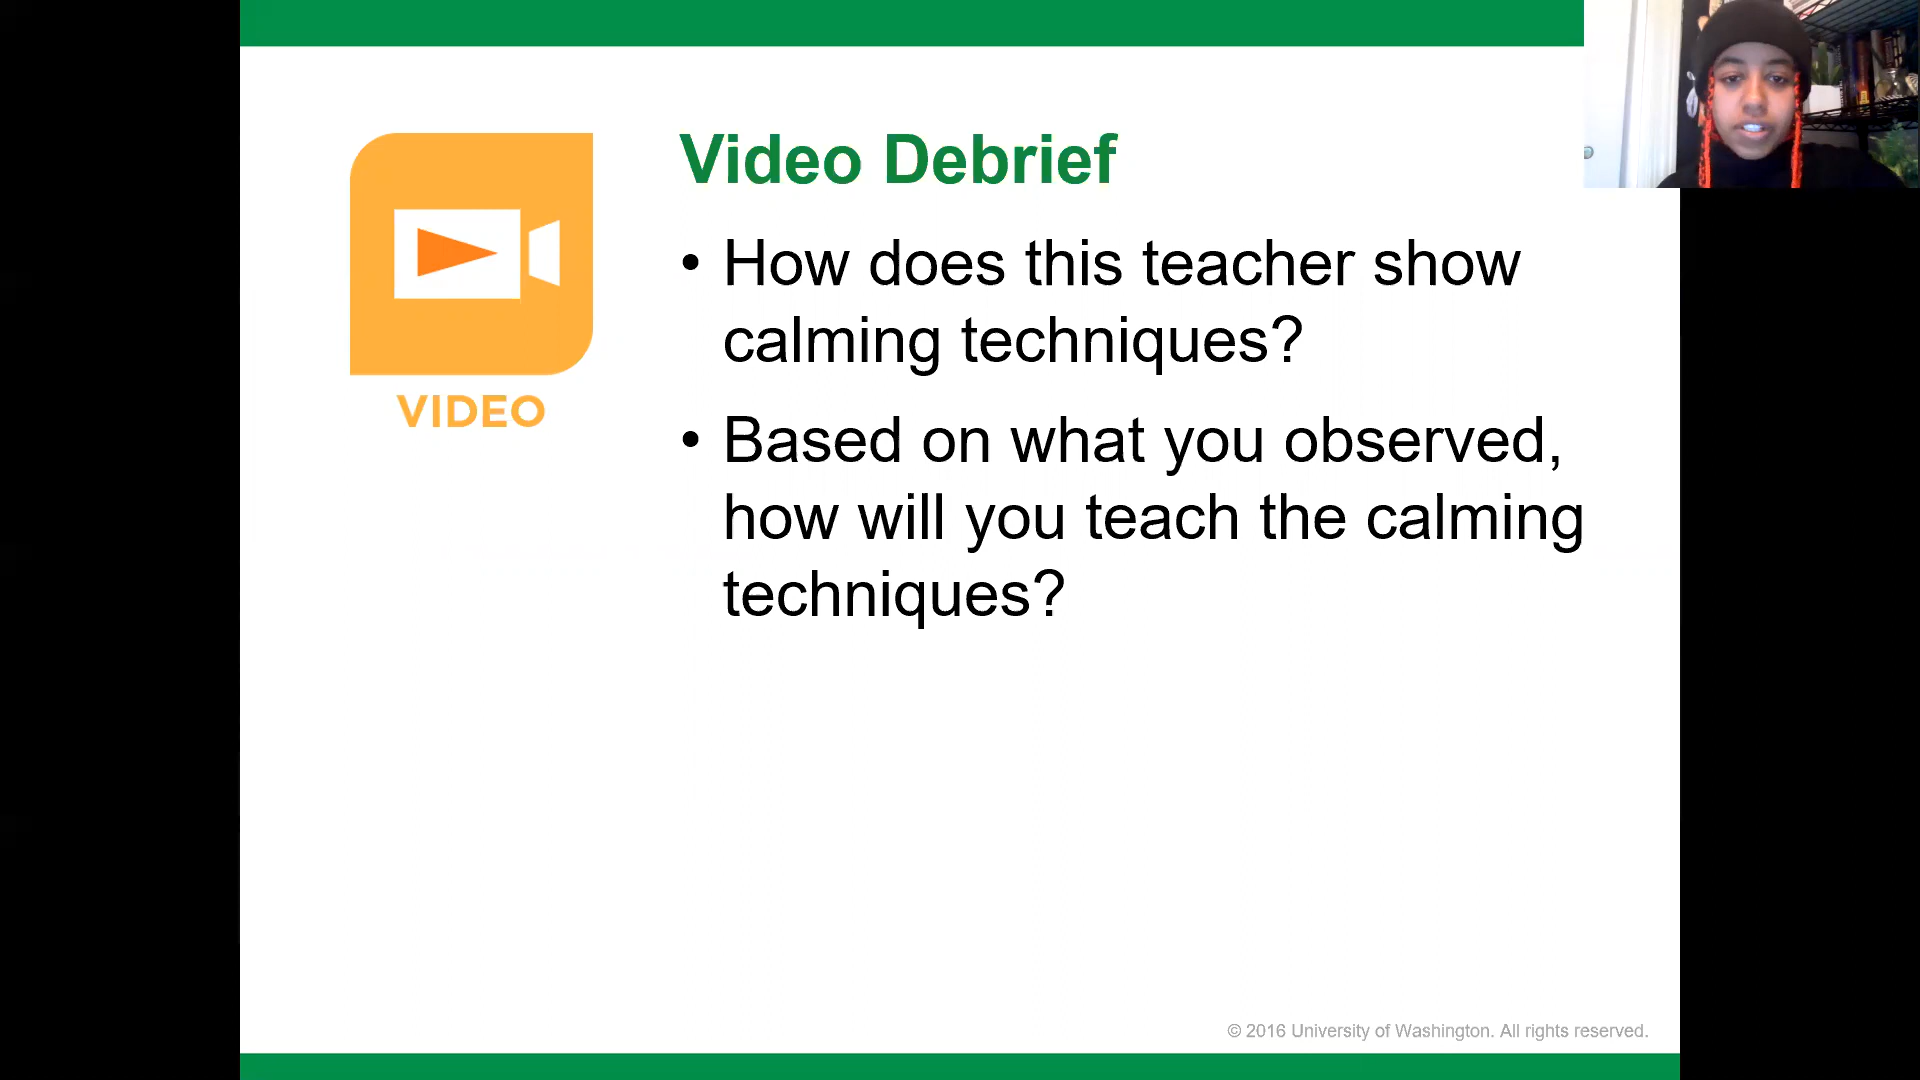 Video Debrief
• How does this teacher show
calming techniques?
• Based on what you observed,
how will you teach the calming
techniques?
VIDEO
© 2016 University of Washington. All rights reserved.